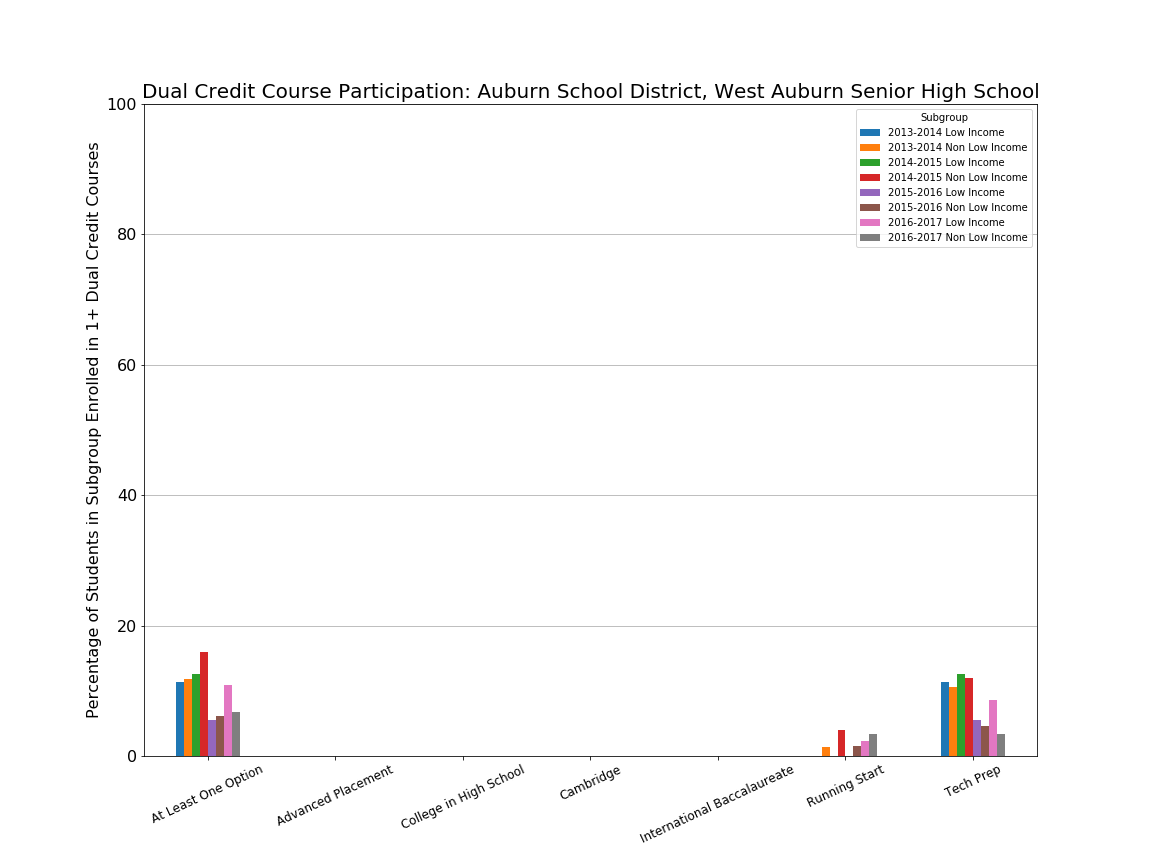 Dual Credit Course Participation: Auburn School District, West Auburn Senior High School
Percentage of Students in Subgroup Enrolled in 1+ Dual Credit Courses
100
80
60
40
20
0
Subgroup
2013-2014 Low Income
2013-2014 Non Low Income
2014-2015 Low Income
2014-2015 Non Low Income
2015-2016 Low Income
2015-2016 Non Low Income
2016-2017 Low Income
2016-2017 Non Low Income
At Least One Option
Advanced Placement
College in High School
Cambridge
International Baccalaureate
Running Start
Tech Prep